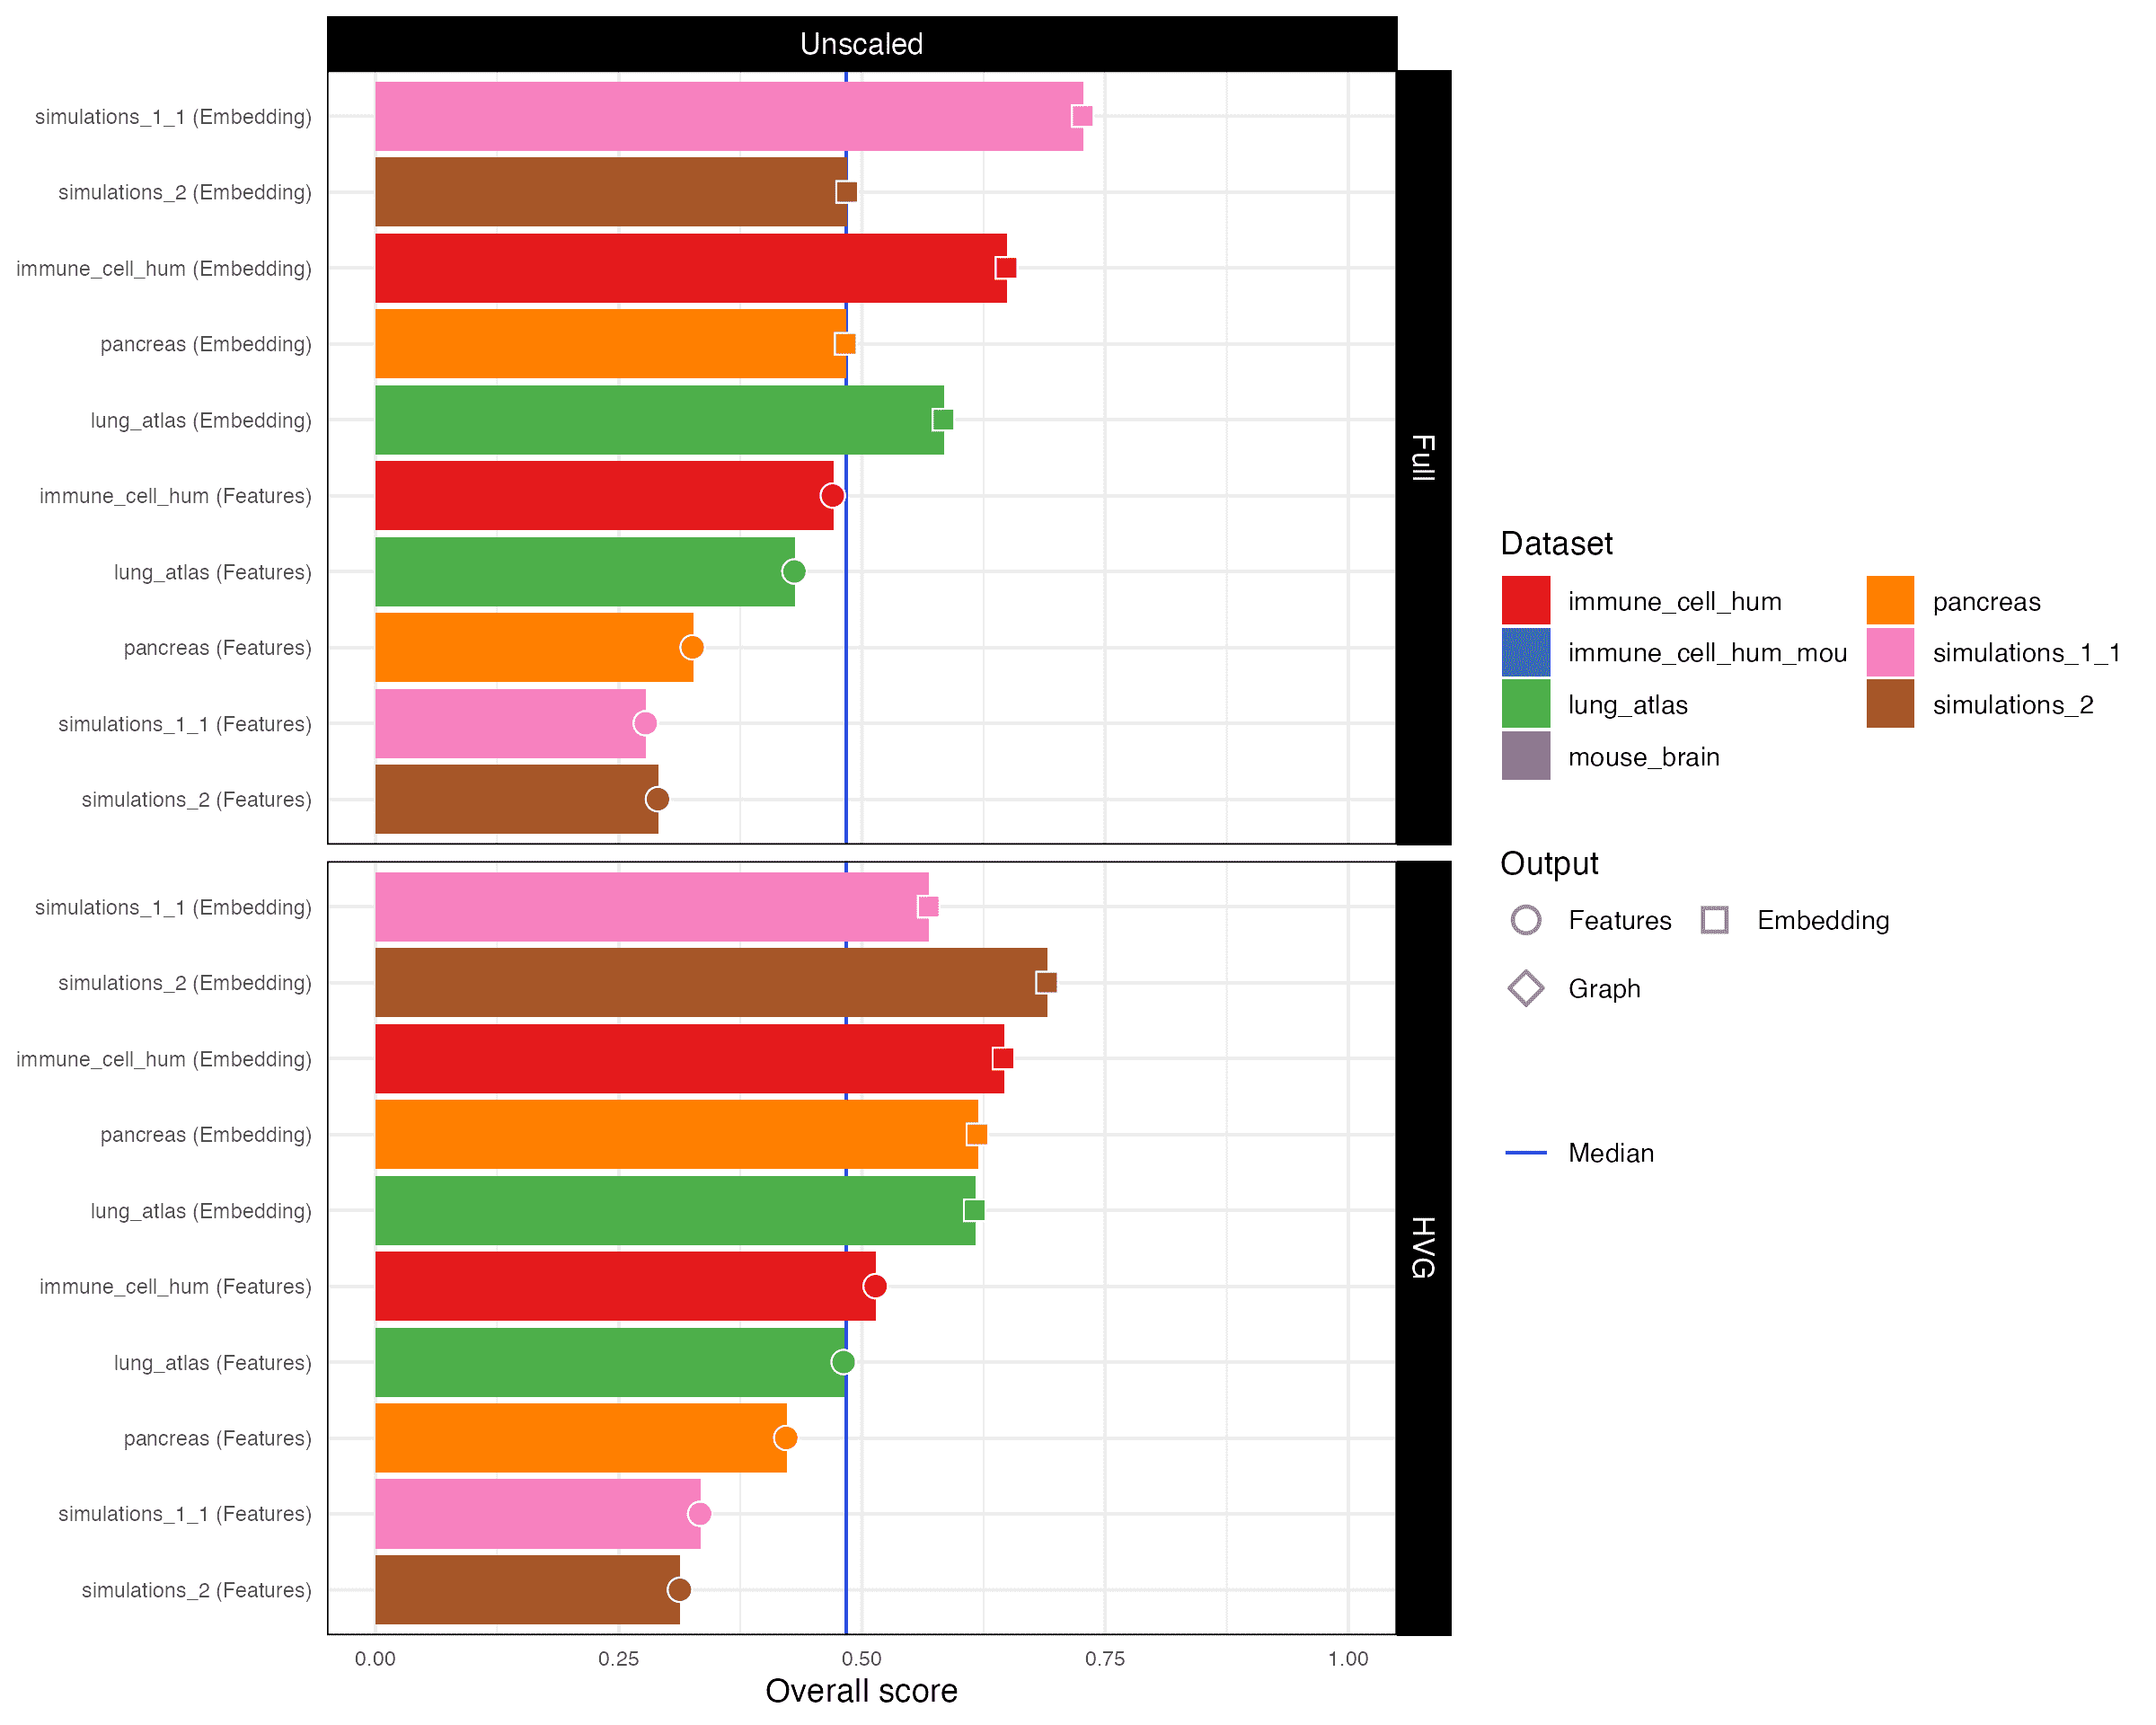 Unscaled
simulations_1_1 (Embedding)
simulations_2 (Embedding)
immune_cell_hum (Embedding)
pancreas (Embedding)
lung_atlas (Embedding)
immune_cell_hum (Features)
lung_atlas (Features)
pancreas (Features)
simulations_1_1 (Features)
simulations_2 (Features)
Full
simulations_1_1 (Embedding)
simulations_2 (Embedding)
immune_cell_hum (Embedding)
pancreas (Embedding)
lung_atlas (Embedding)
immune_cell_hum (Features)
lung_atlas (Features)
pancreas (Features)
simulations_1_1 (Features)
simulations_2 (Features)
HVG
0.00 0.25 0.50 0.75 1.00
Overall score
Dataset
immune_cell_hum pancreas
immune_cell_hum_mou simulations_1_1
lung_atlas simulations_2
mouse_brain
Output
Features Embedding
Graph
Median